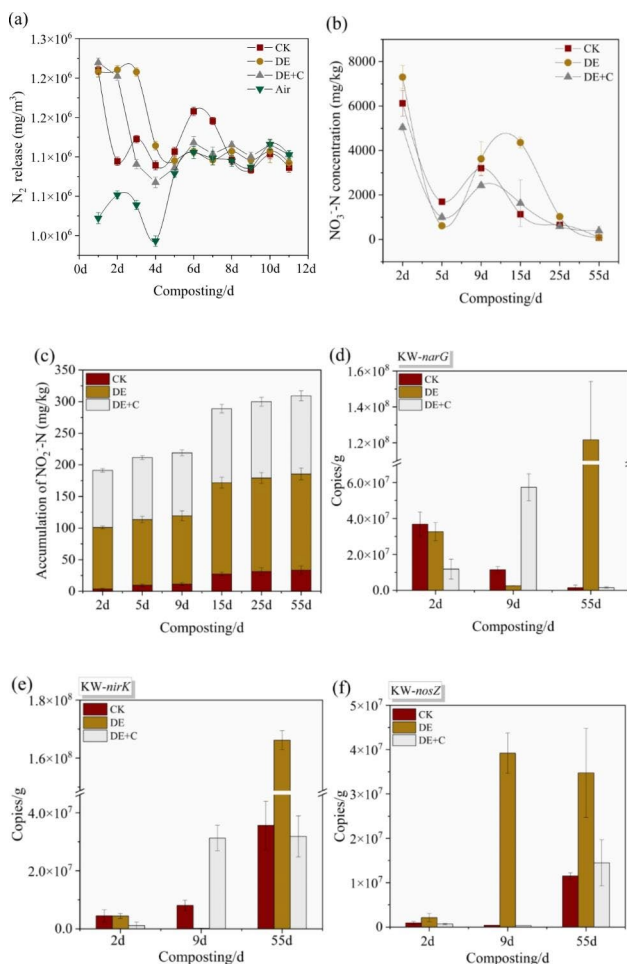 (a)
N₂ release (mg/m³)
1.3×10⁶
1.2×10⁶
1.2×10⁶
1.1×10⁶
1.1×10⁶
1.0×10⁶
CK
DE
DE+C
Air
0d 2d 4d 6d 8d 10d 12d
Composting/d
(b)
NO₃⁻-N concentration (mg/kg)
8000
6000
4000
2000
0
CK
DE
DE+C
2d 5d 9d 15d 25d 55d
Composting/d
(c)
Accumulation of NO₂⁻-N (mg/kg)
350
300
250
200
150
100
50
0
CK
DE
DE+C
2d 5d 9d 15d 25d 55d
Composting/d
(d) KW-narG
Copies/g
1.6×10⁸
1.2×10⁸
6.0×10⁷
4.0×10⁷
2.0×10⁷
0.0
CK
DE
DE+C
2d 9d 55d
Composting/d
(e) KW-nirK
Copies/g
1.8×10⁸
1.6×10⁸
4.0×10⁷
2.0×10⁷
0.0
CK
DE
DE+C
2d 9d 55d
Composting/d
(f) KW-nosZ
Copies/g
5×10⁷
4×10⁷
3×10⁷
2×10⁷
1×10⁷
0
CK
DE
DE+C
2d 9d 55d
Composting/d